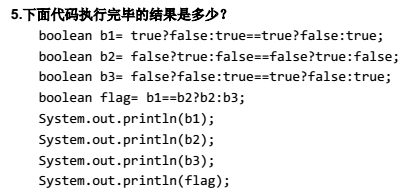 5.下面代码执行完毕的结果是多少？
boolean b1= true?false:true==true?false:true;
boolean b2= false?true:false==false?true:false;
boolean b3= false?false:true==true?false:true;
boolean flag= b1==b2?b2:b3;
System.out.println(b1);
System.out.println(b2);
System.out.println(b3);
System.out.println(flag);